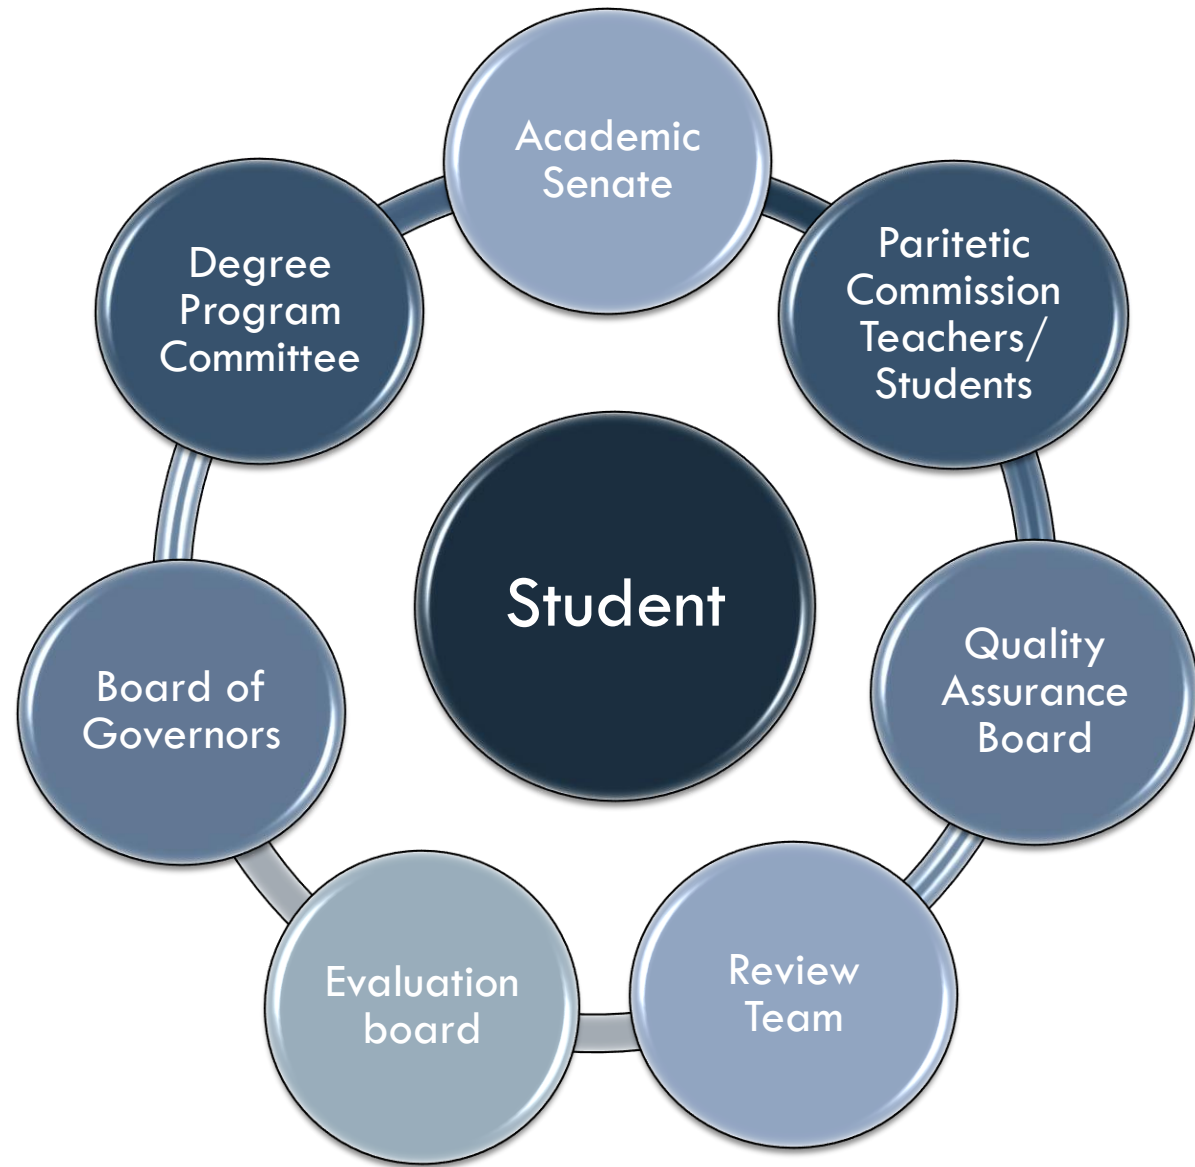 Academic
Senate
Paritetic
Commission
Teachers/
Students
Quality
Assurance
Board
Review
Team
Evaluation
board
Board of
Governors
Degree
Program
Committee
Student